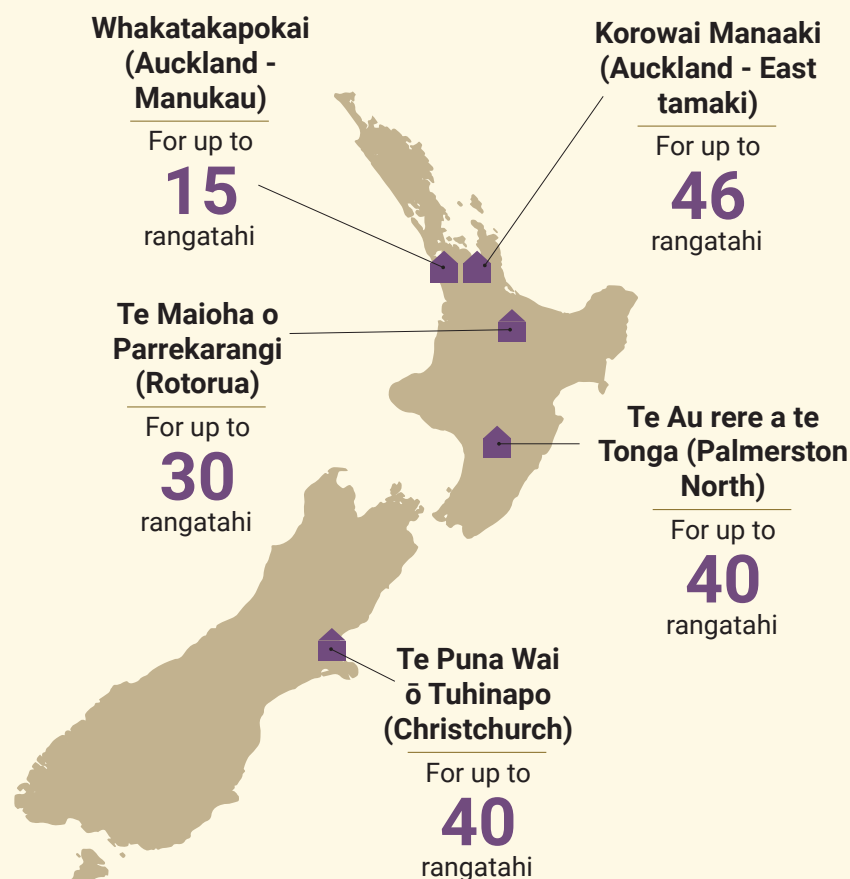 Whakatakapokai
(Auckland -
Manukau)
For up to
15
rangatahi
Korowai Manaaki
(Auckland - East
tamaki)
For up to
46
rangatahi
Te Maioha o
Parrekarangi
(Rotorua)
For up to
30
rangatahi
Te Au rere a te
Tonga (Palmerston
North)
For up to
40
rangatahi
Te Puna Wai
ō Tuhinapo
(Christchurch)
For up to
40
rangatahi